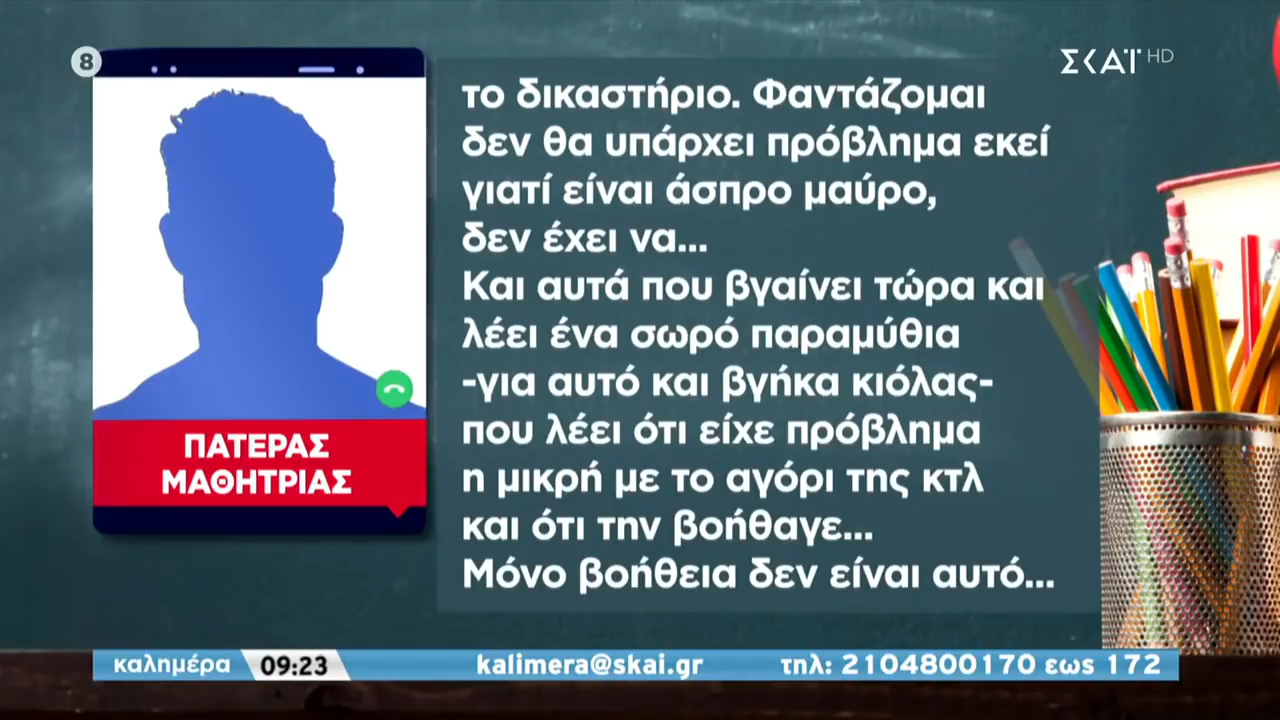 8
ΣΚΑΪ HD
το δικαστήριο. Φαντάζομαι
δεν θα υπάρχει πρόβλημα εκεί
γιατί είναι άσπρο μαύρο,
δεν έχει να...
Και αυτά που βγαίνει τώρα και
λέει ένα σωρό παραμύθια
-για αυτό και βγήκα κιόλας-
που λέει ότι είχε πρόβλημα
η μικρή με το αγόρι της κτλ
και ότι την βοήθαγε...
Μόνο βοήθεια δεν είναι αυτό...
ΠΑΤΕΡΑΣ
ΜΑΘΗΤΡΙΑΣ
καλημέρα 09:23 kalimera@skai.gr τηλ: 2104800170 εως 172